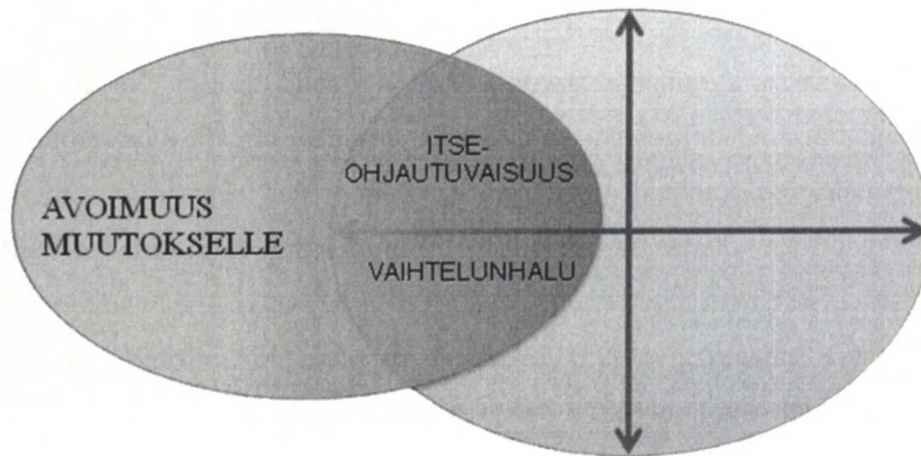 ITSE-
OHJAUTUVAISUUS
AVOIMUUS
MUUTOKSELLE
VAIHTELUNHALU